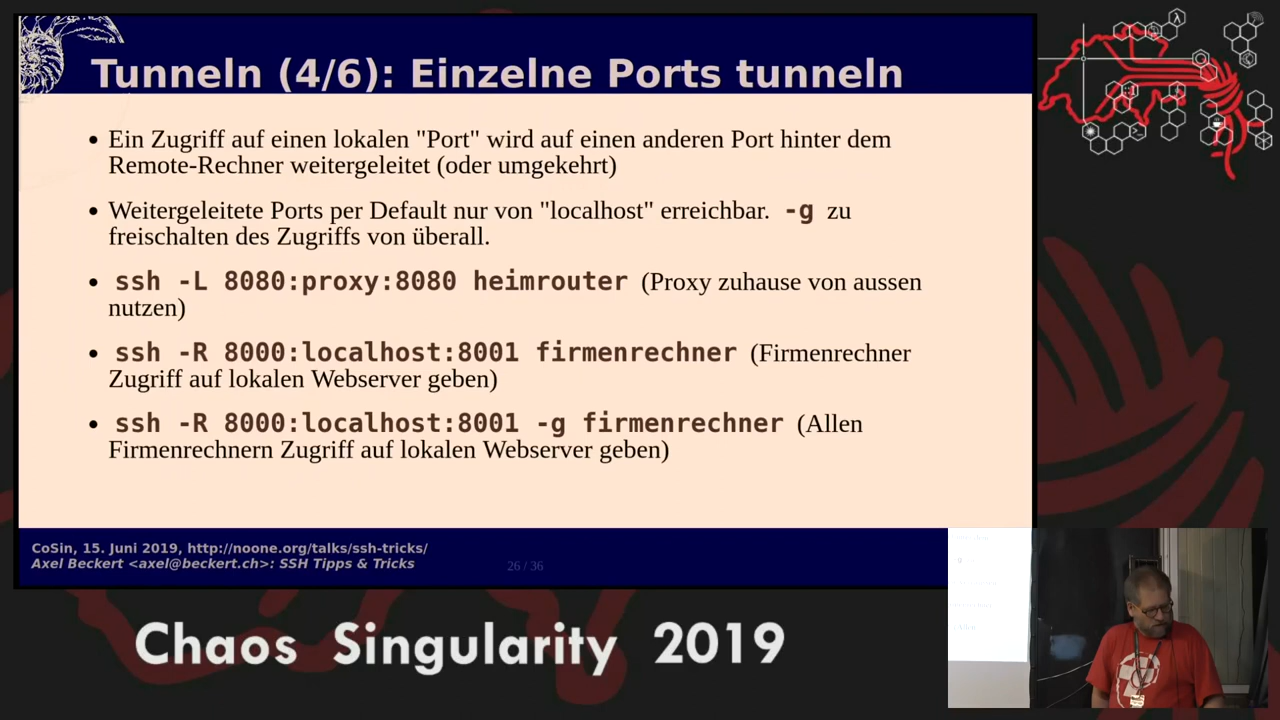 Tunneln (4/6): Einzelne Ports tunneln
• Ein Zugriff auf einen lokalen "Port" wird auf einen anderen Port hinter dem
Remote-Rechner weitergeleitet (oder umgekehrt)
• Weitergeleitete Ports per Default nur von "localhost" erreichbar. -g zu
freischalten des Zugriffs von überall.
• ssh -L 8080:proxy:8080 heimrouter (Proxy zuhause von aussen
nutzen)
• ssh -R 8000:localhost:8001 firmenrechner (Firmenrechner
Zugriff auf lokalen Webserver geben)
• ssh -R 8000:localhost:8001 -g firmenrechner (Allen
Firmenrechnern Zugriff auf lokalen Webserver geben)
CoSin, 15. Juni 2019, http://noone.org/talks/ssh-tricks/
Axel Beckert <axel@beckert.ch>: SSH Tipps & Tricks
26 / 36
Chaos Singularity 2019